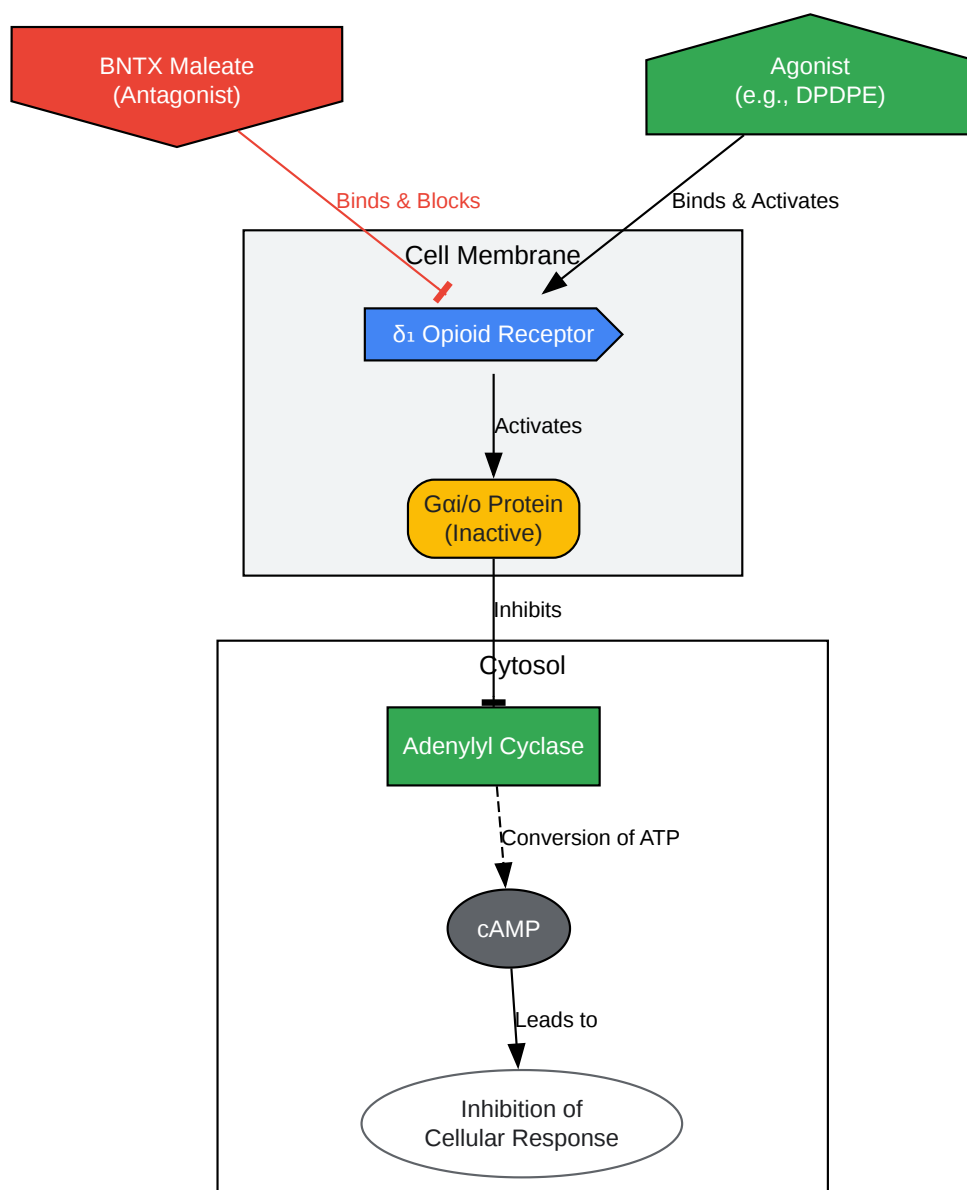 BNTX Maleate
(Antagonist)
Agonist
(e.g., DPDPE)
Binds & Blocks
Binds & Activates
Cell Membrane
δ₁ Opioid Receptor
Activates
Gαi/o Protein
(Inactive)
Inhibits
Cytosol
Adenylyl Cyclase
Conversion of ATP
cAMP
Leads to
Inhibition of
Cellular Response